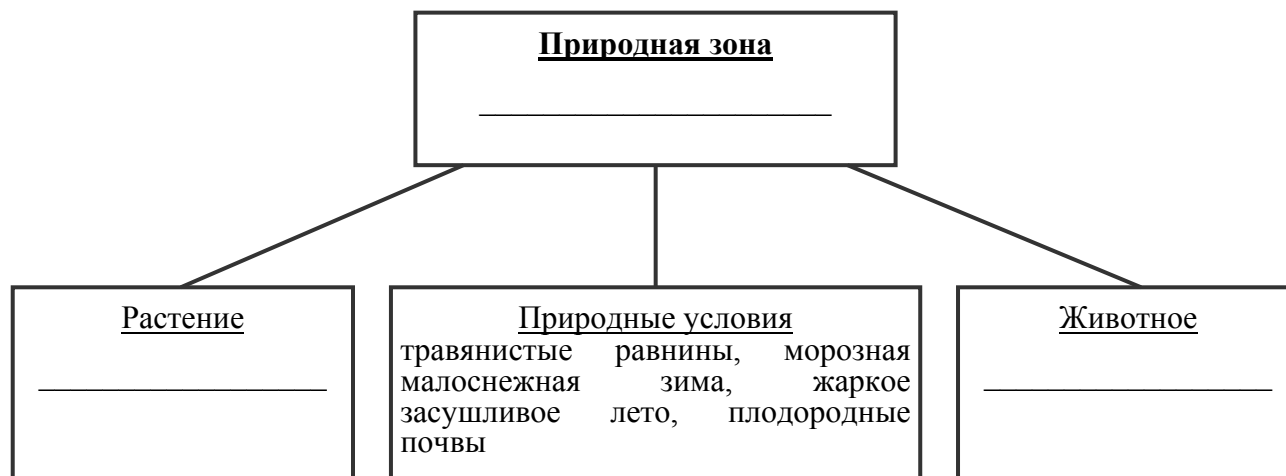 Природная зона
Растение
Природные условия
травянистые равнины, морозная
малоснежная зима, жаркое
засушливое лето, плодородные
почвы
Животное